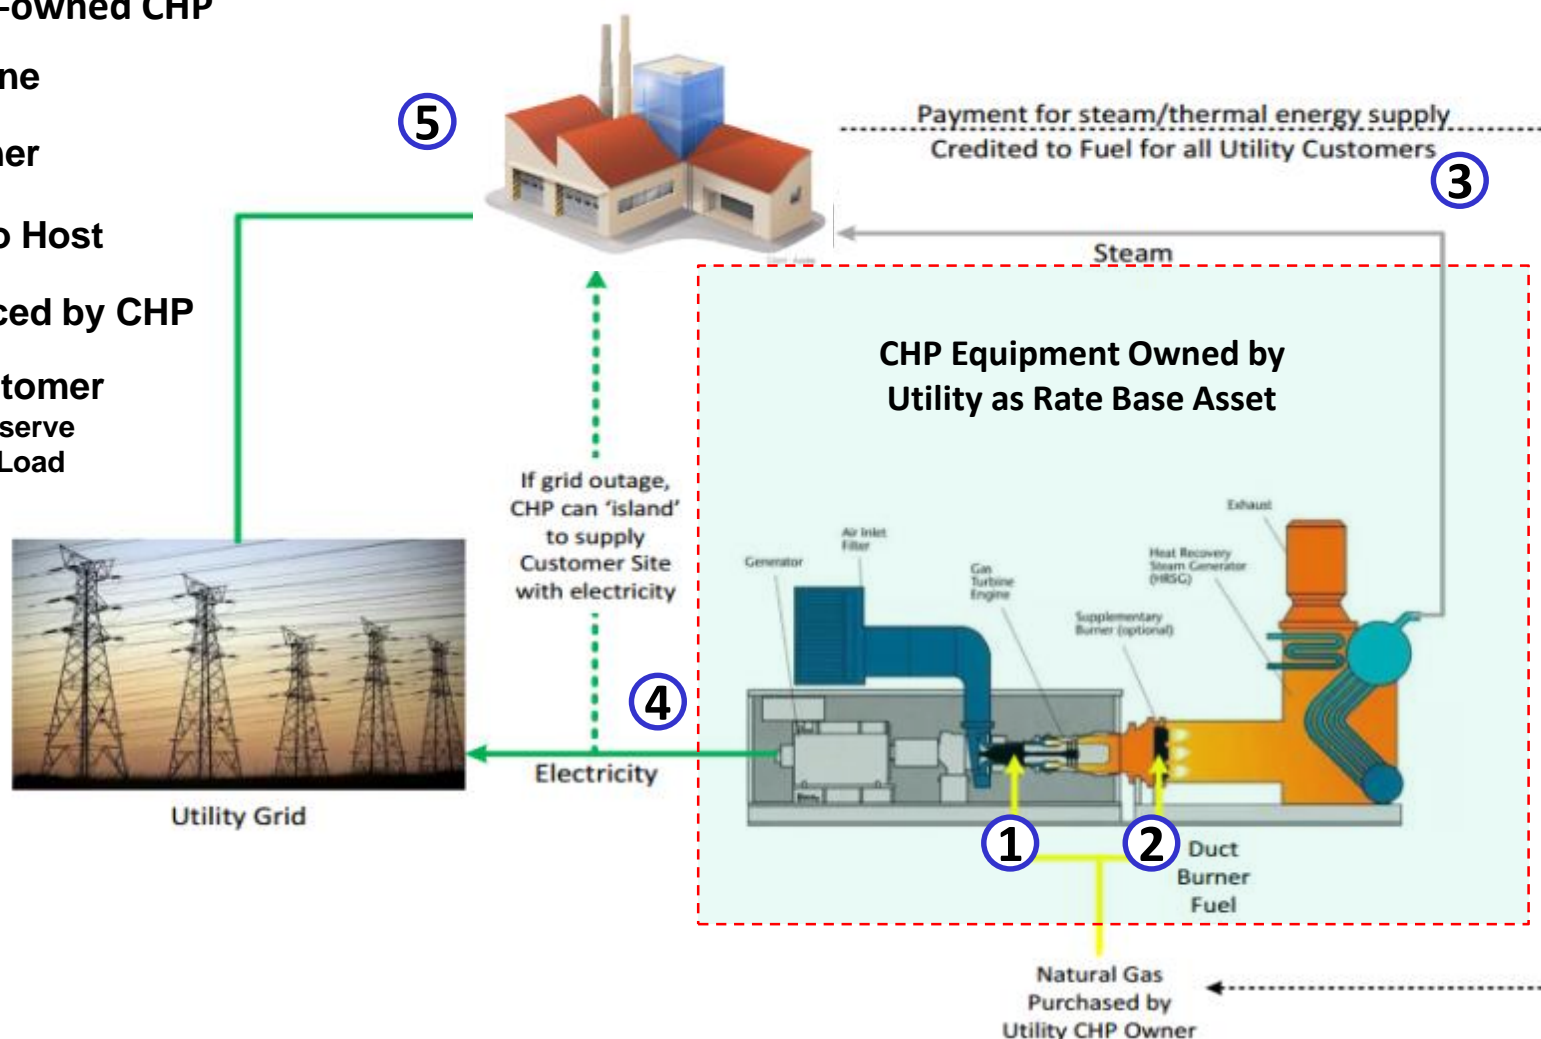 -owned CHP
ne
ner
o Host
ced by CHP
stomer
serve
Load
5
Payment for steam/thermal energy supply
Credited to Fuel for all Utility Customers
3
Steam
CHP Equipment Owned by
Utility as Rate Base Asset
If grid outage,
CHP can ‘island’
to supply
Customer Site
with electricity
Generator
Air Inlet
Filter
Gas
Turbine
Engine
Supplementary
Burner (optional)
Heat Recovery
Steam Generator
(HRSG)
Exhaust
4
Electricity
Utility Grid
1
2
Duct
Burner
Fuel
Natural Gas
Purchased by
Utility CHP Owner